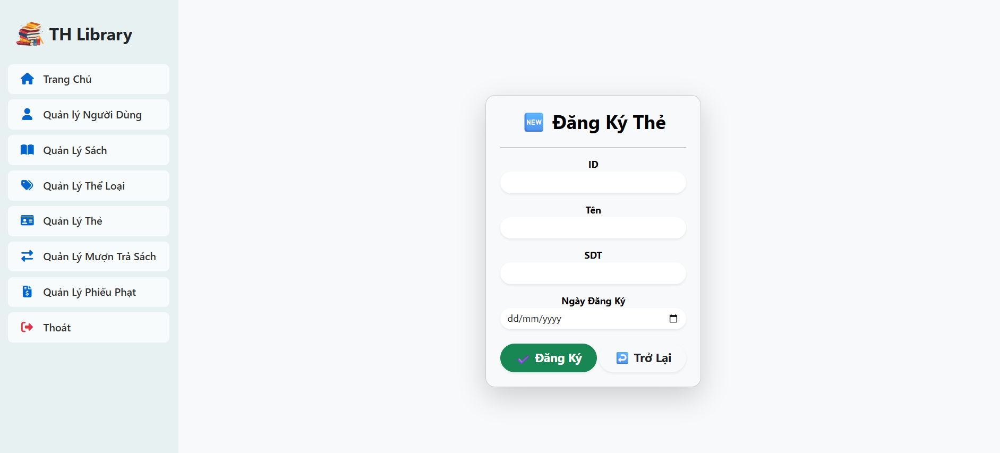 TH Library
Trang Chủ
Quản lý Người Dùng
Quản Lý Sách
Quản Lý Thể Loại
Quản Lý Thẻ
Quản Lý Mượn Trả Sách
Quản Lý Phiếu Phạt
Thoát
NEW Đăng Ký Thẻ
ID
Tên
SDT
Ngày Đăng Ký
dd/mm/yyyy
Đăng Ký
Trở Lại